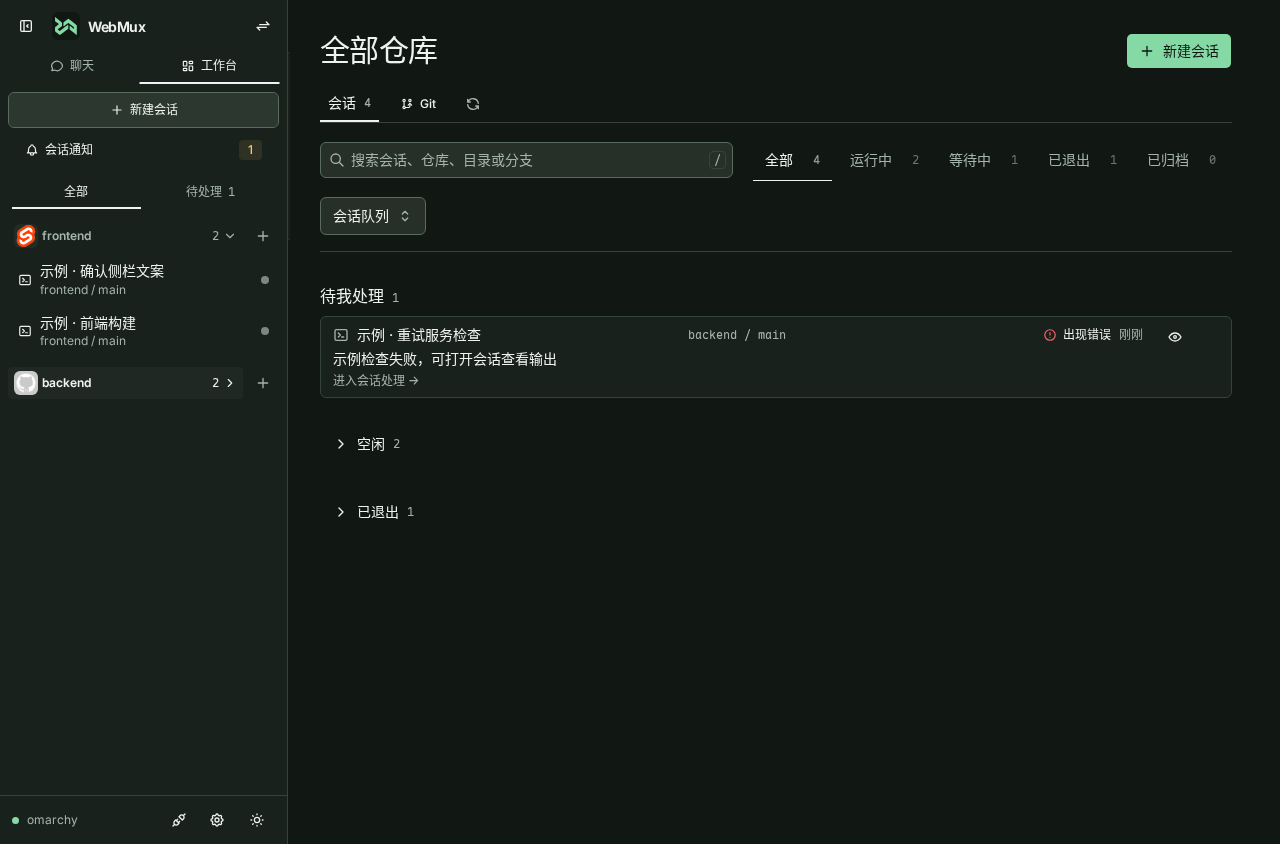 WebMux
聊天
工作台
新建会话
会话通知
1
全部
待处理 1
frontend
2
示例 · 确认侧栏文案
frontend / main
示例 · 前端构建
frontend / main
backend
2
omarchy
全部仓库
新建会话
会话 4
Git
搜索会话、仓库、目录或分支
/
全部 4
运行中 2
等待中 1
已退出 1
已归档 0
会话队列
待我处理 1
示例 · 重试服务检查
backend / main
出现错误 刚刚
示例检查失败，可打开会话查看输出
进入会话处理 →
空闲 2
已退出 1